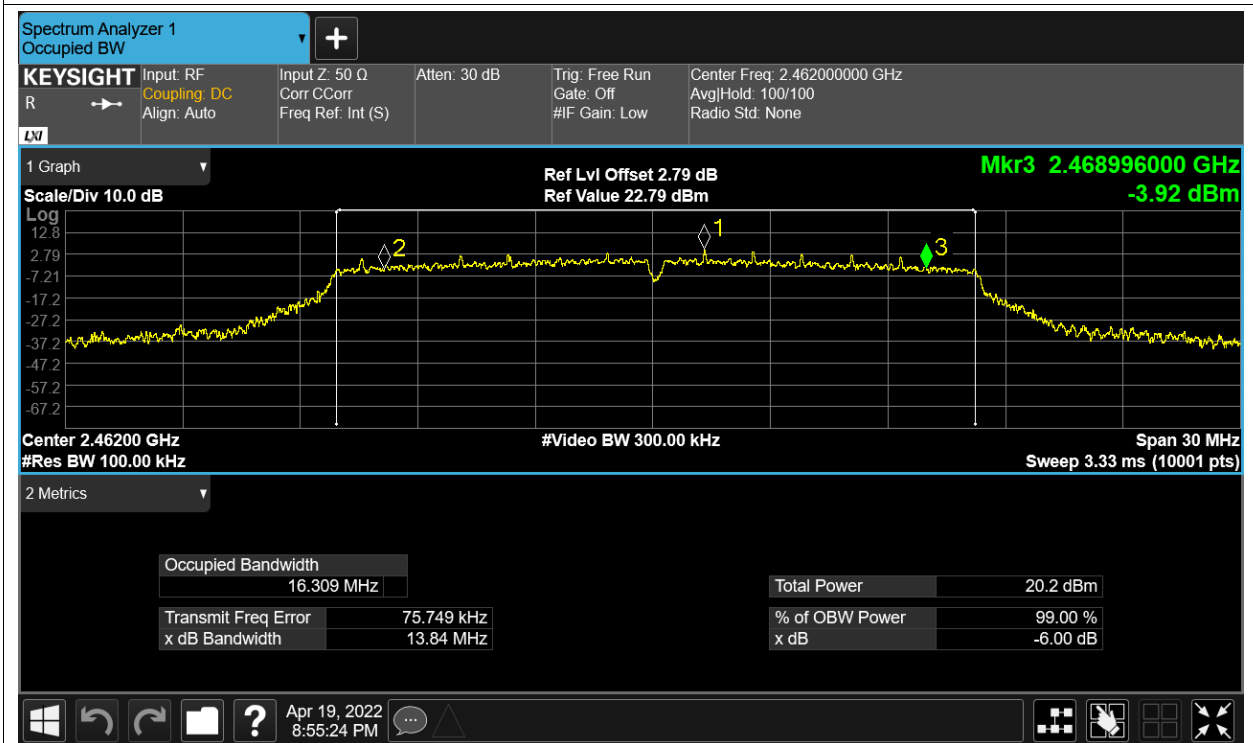 Spectrum Analyzer 1
Occupied BW
KEYSIGHT
R
LXI
Input: RF
Coupling: DC
Align: Auto
Input Z: 50 Ω
Corr CCorr
Freq Ref: Int (S)
Atten: 30 dB
Trig: Free Run
Gate: Off
#IF Gain: Low
Center Freq: 2.462000000 GHz
Avg|Hold: 100/100
Radio Std: None
1 Graph
Scale/Div 10.0 dB
Ref Lvl Offset 2.79 dB
Ref Value 22.79 dBm
Mkr3 2.468996000 GHz
-3.92 dBm
Log
12.8
2.79
-7.21
-17.2
-27.2
-37.2
-47.2
-57.2
-67.2
2
1
3
Center 2.46200 GHz
#Res BW 100.00 kHz
#Video BW 300.00 kHz
Span 30 MHz
Sweep 3.33 ms (10001 pts)
2 Metrics
Occupied Bandwidth
16.309 MHz
Transmit Freq Error 75.749 kHz
x dB Bandwidth 13.84 MHz
Total Power 20.2 dBm
% of OBW Power 99.00 %
x dB -6.00 dB
?
Apr 19, 2022
8:55:24 PM